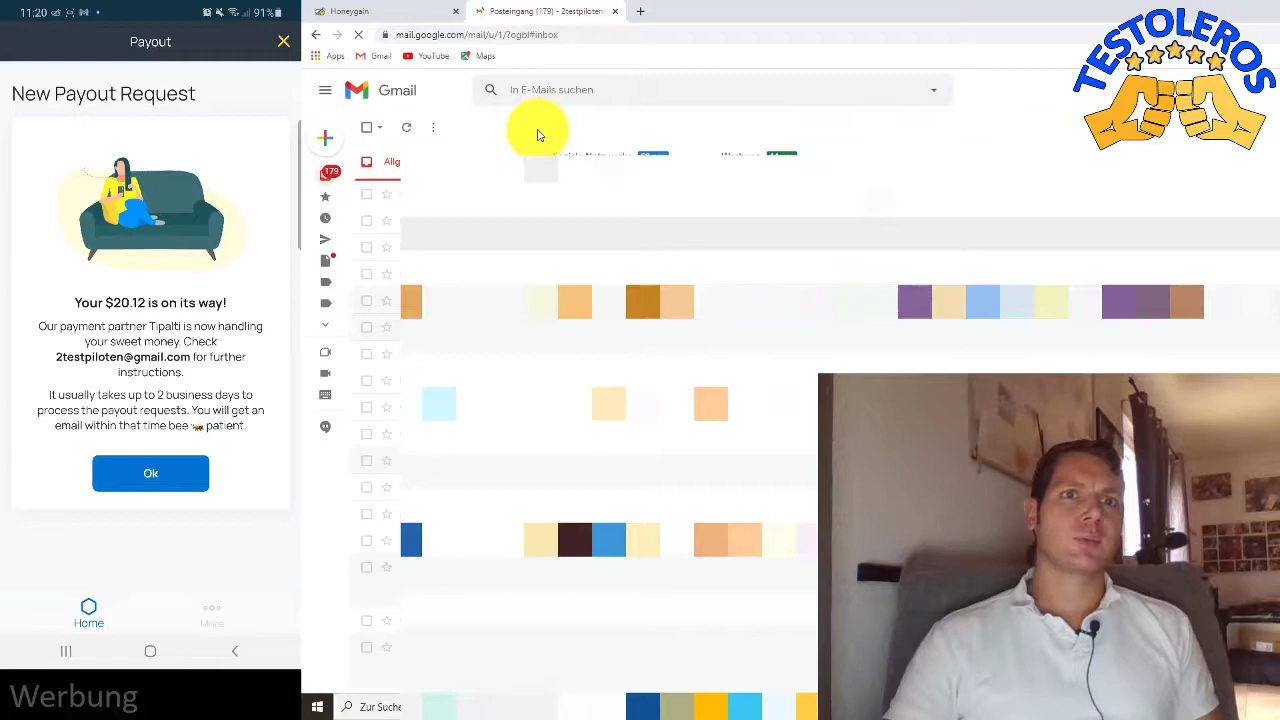 11:20
91%
Payout
New Payout Request
Your $20.12 is on its way!
Our payment partner Tipalti is now handling
your sweet money. Check
2testpiloten@gmail.com for further
instructions.
It usually takes up to 2 business days to
process the payout requests. You will get an
email within that time bee 🐝 patient.
Ok
Home
More
Werbung
Honeygain
Posteingang (179) - 2testpiloten
mail.google.com/mail/u/1/?ogbl#inbox
Apps
Gmail
YouTube
Maps
Gmail
In E-Mails suchen
179
Allg
Zur Suche
TESTOLEROS